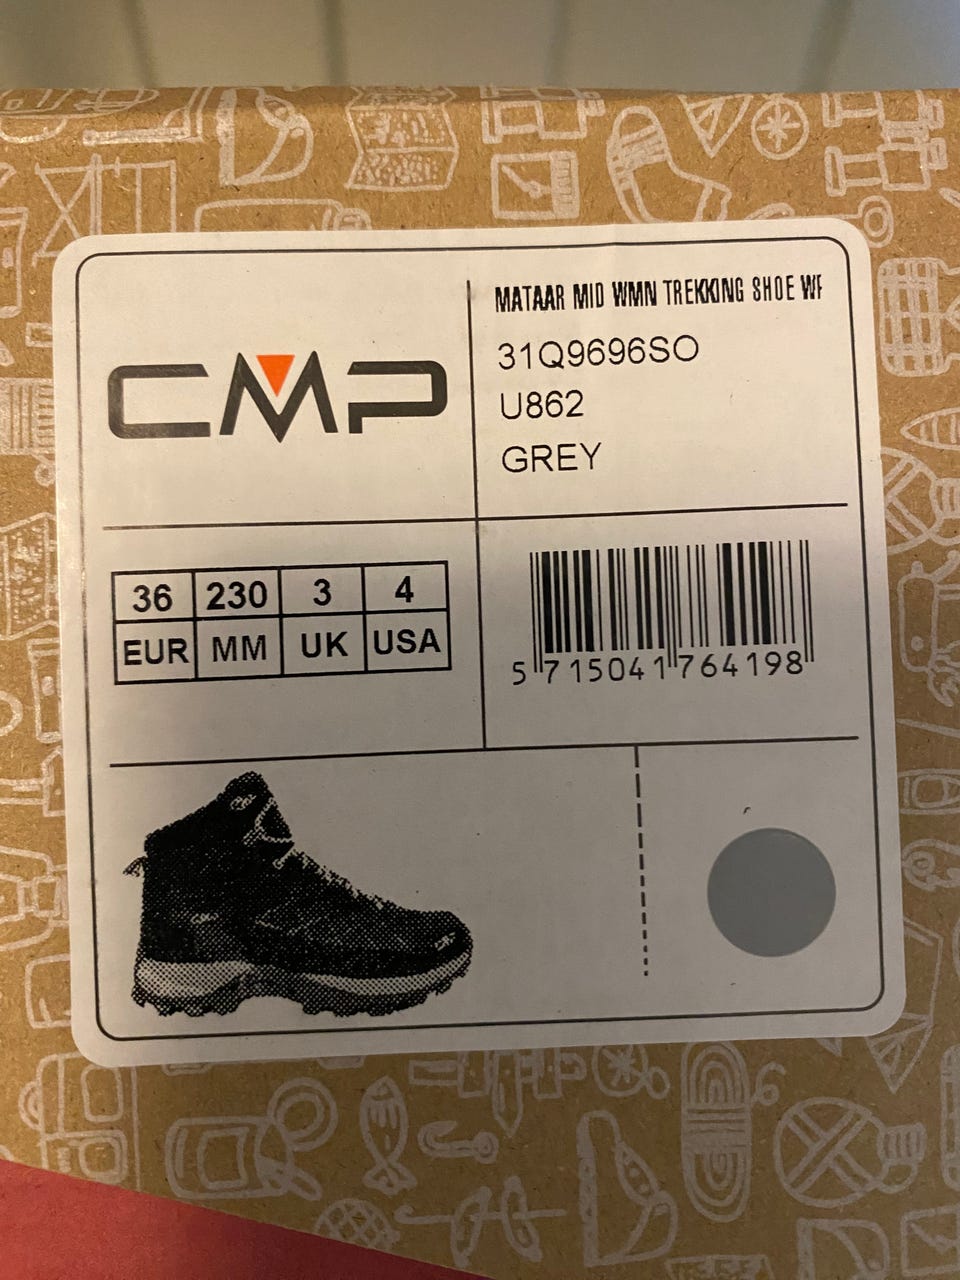 CMP
MATAAR MID WMN TREKKING SHOE WP
31Q9696SO
U862
GREY
36 230 3 4
EUR MM UK USA
5 715041 764198